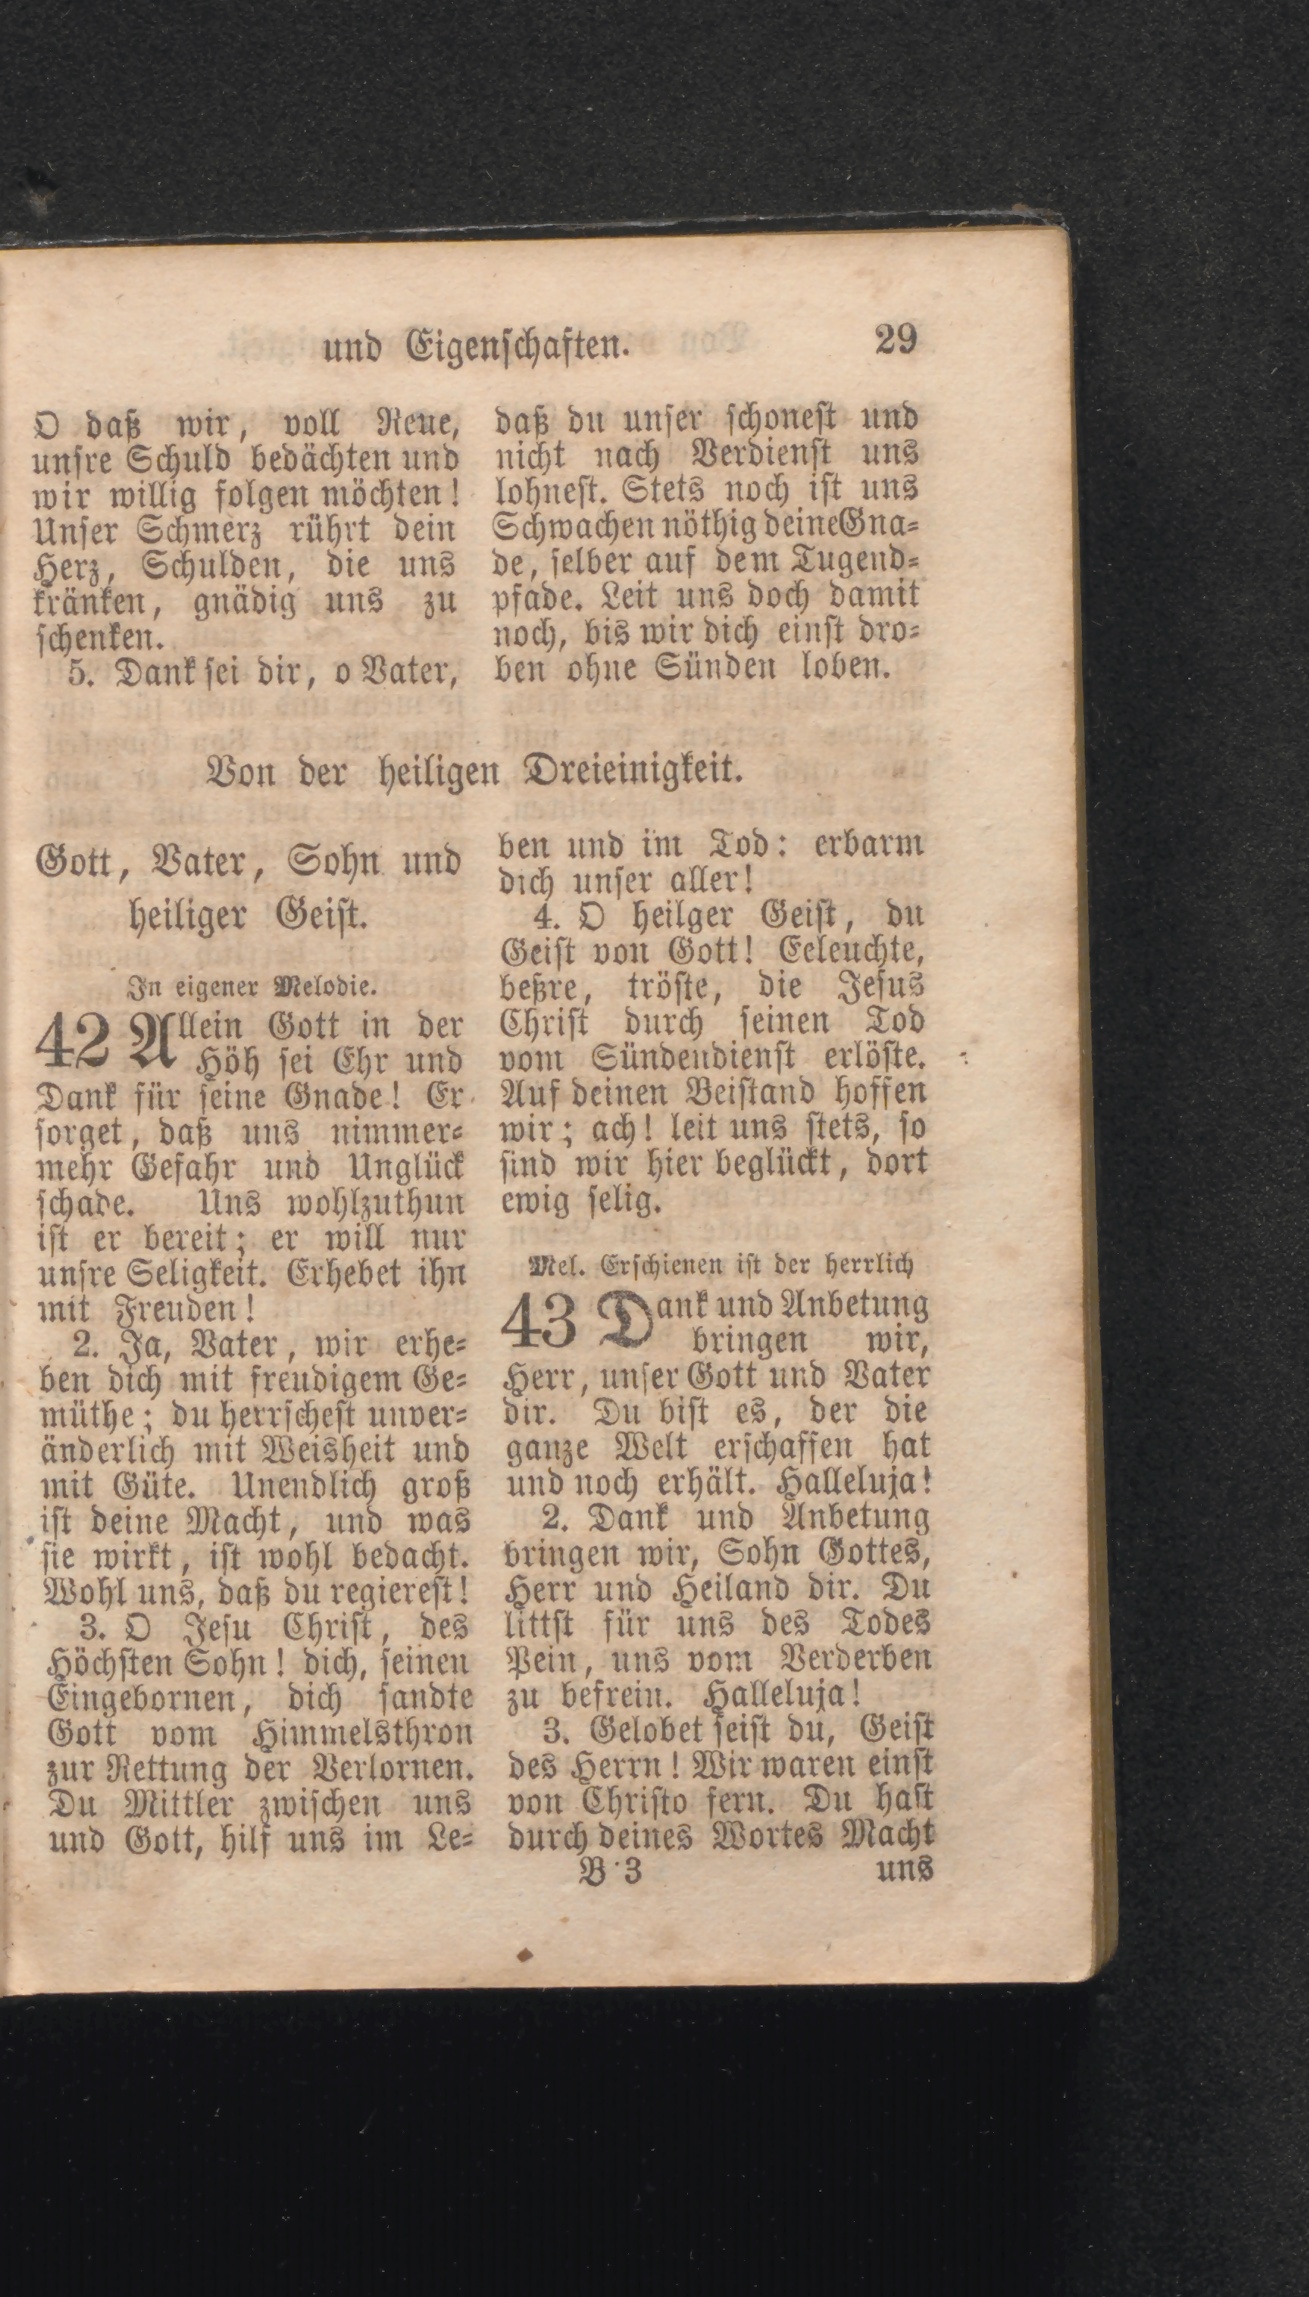 und Eigenschaften.
29
O daß wir, voll Reue,
unsre Schuld bedächten und
wir willig folgen möchten!
Unser Schmerz rührt dein
Herz, Schulden, die uns
kränken, gnädig uns zu
schenken.
5. Dank sei dir, o Vater,
daß du unser schonest und
nicht nach Verdienst uns
lohnest. Stets noch ist uns
Schwachen nöthig deineGna-
de, selber auf dem Tugend-
pfade. Leit uns doch damit
noch, bis wir dich einst dro-
ben ohne Sünden loben.
Von der heiligen Dreieinigkeit.
Gott, Vater, Sohn und
heiliger Geist.
In eigener Melodie.
42 Allein Gott in der
Höh sei Ehr und
Dank für seine Gnade! Er
sorget, daß uns nimmer-
mehr Gefahr und Unglück
schade. Uns wohlzuthun
ist er bereit; er will nur
unsre Seligkeit. Erhebet ihn
mit Freuden!
2. Ja, Vater, wir erhe-
ben dich mit freudigem Ge-
müthe; du herrschest unver-
änderlich mit Weisheit und
mit Güte. Unendlich groß
ist deine Macht, und was
sie wirkt, ist wohl bedacht.
Wohl uns, daß du regierest!
3. O Jesu Christ, des
Höchsten Sohn! dich, seinen
Eingebornen, dich sandte
Gott vom Himmelsthron
zur Rettung der Verlornen.
Du Mittler zwischen uns
und Gott, hilf uns im Le-
ben und im Tod: erbarm
dich unser aller!
4. O heilger Geist, du
Geist von Gott! Eeleuchte,
beßre, tröste, die Jesus
Christ durch seinen Tod
vom Sündendienst erlöste.
Auf deinen Beistand hoffen
wir; ach! leit uns stets, so
sind wir hier beglückt, dort
ewig selig.
Mel. Erschienen ist der herrlich
43 Dank und Anbetung
bringen wir,
Herr, unser Gott und Vater
dir. Du bist es, der die
ganze Welt erschaffen hat
und noch erhält. Halleluja!
2. Dank und Anbetung
bringen wir, Sohn Gottes,
Herr und Heiland dir. Du
littst für uns des Todes
Pein, uns vom Verderben
zu befrein. Halleluja!
3. Gelobet seist du, Geist
des Herrn! Wir waren einst
von Christo fern. Du hast
durch deines Wortes Macht
B 3
uns